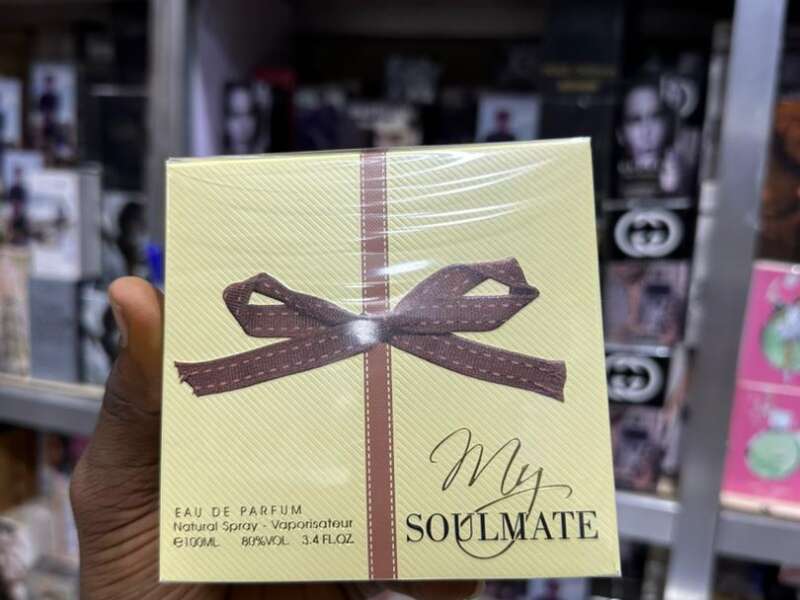 My
SOULMATE
EAU DE PARFUM
Natural Spray - Vaporisateur
℮100ML 80%VOL 3.4 FL.OZ